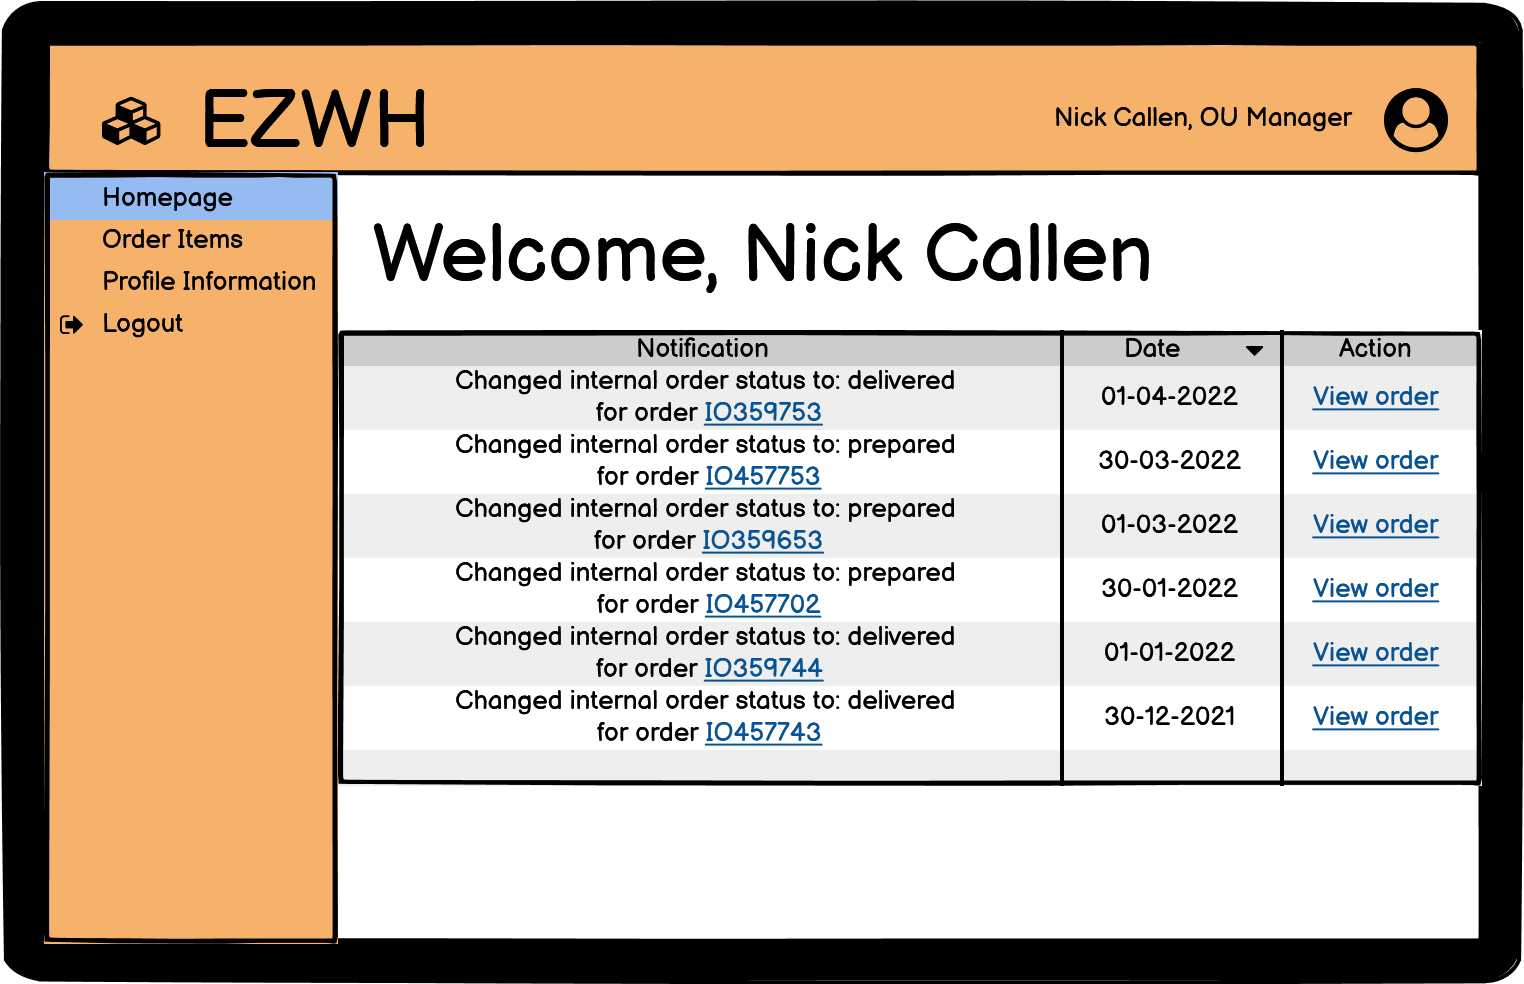 EZWH
Nick Callen, OU Manager
Homepage
Order Items
Profile Information
Logout
Welcome, Nick Callen
Notification Date Action
Changed internal order status to: delivered
for order IO359753
01-04-2022 View order
Changed internal order status to: prepared
for order IO457753
30-03-2022 View order
Changed internal order status to: prepared
for order IO359653
01-03-2022 View order
Changed internal order status to: prepared
for order IO457702
30-01-2022 View order
Changed internal order status to: delivered
for order IO359744
01-01-2022 View order
Changed internal order status to: delivered
for order IO457743
30-12-2021 View order